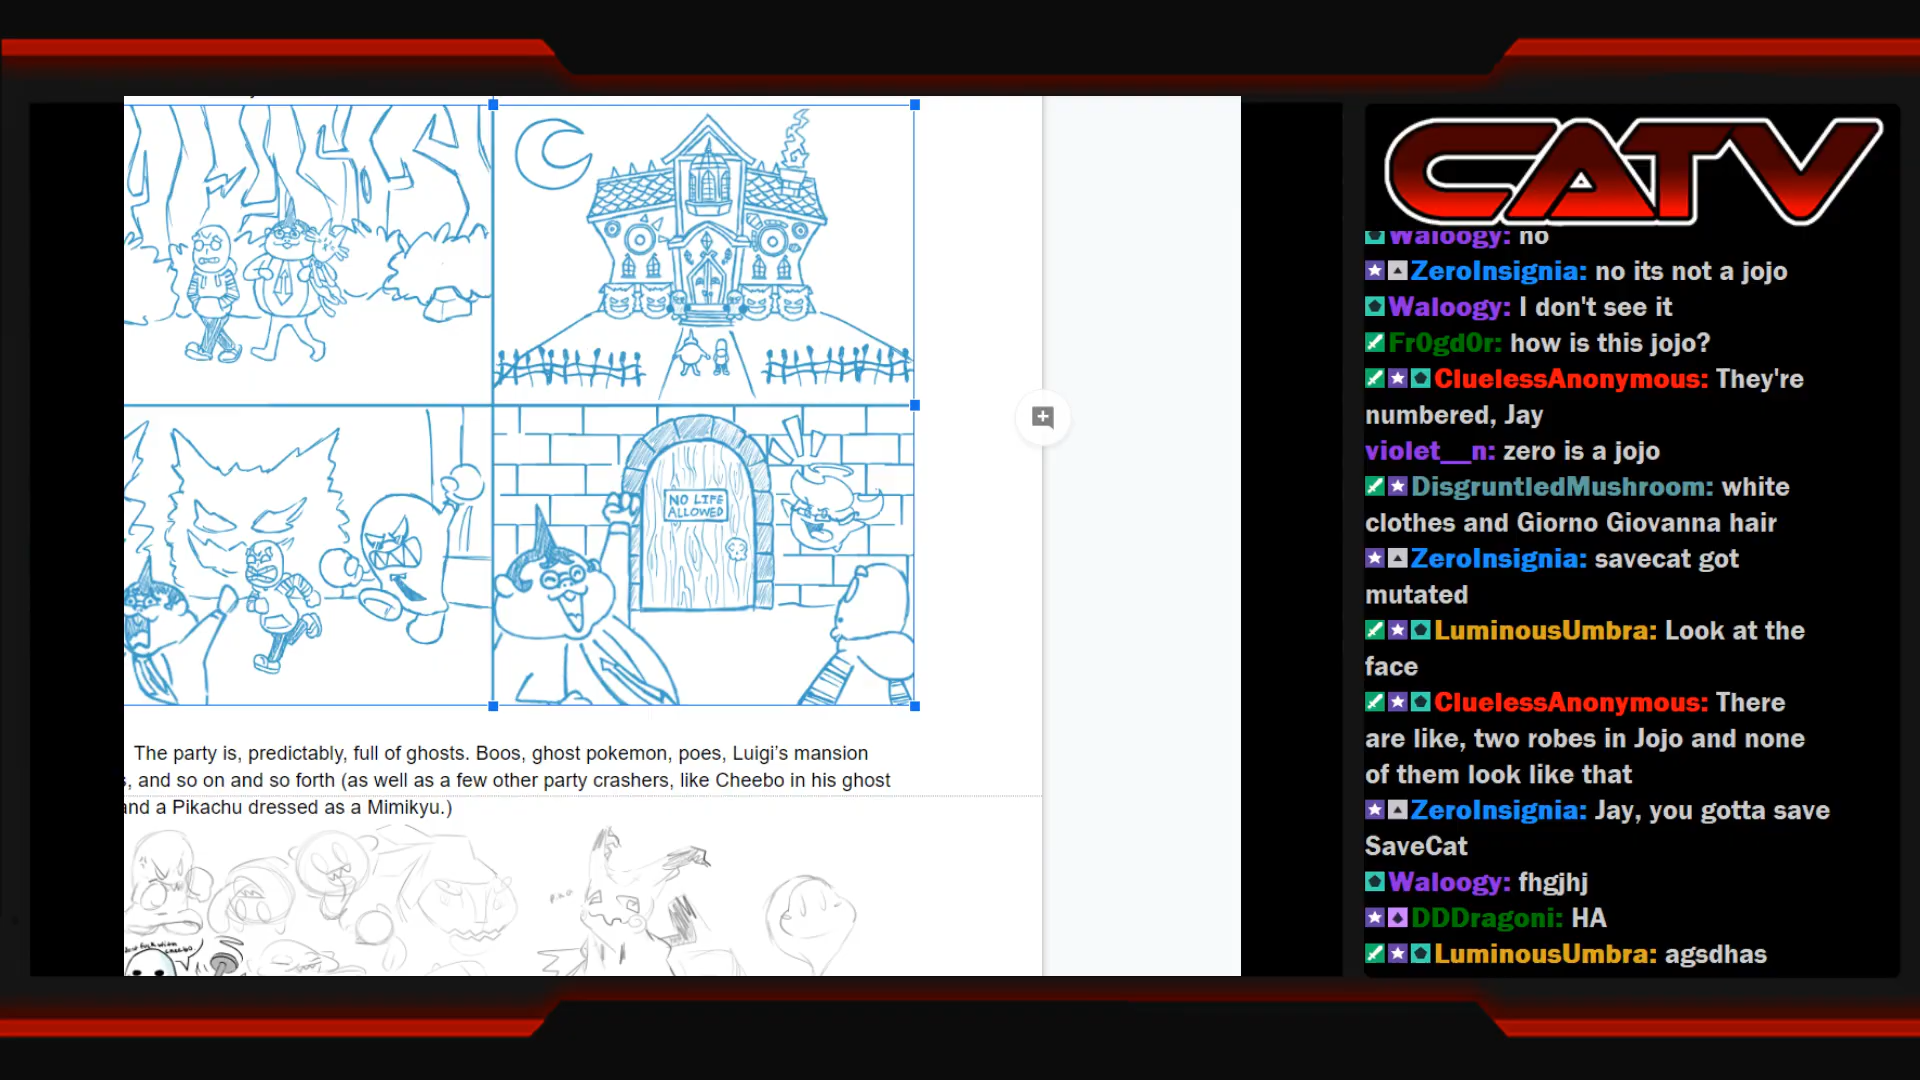 NO LIFE
ALLOWED
The party is, predictably, full of ghosts. Boos, ghost pokemon, poes, Luigi's mansion
, and so on and so forth (as well as a few other party crashers, like Cheebo in his ghost
and a Pikachu dressed as a Mimikyu.)
CATV
Waloogy: no
ZeroInsignia: no its not a jojo
Waloogy: I don't see it
Fr0gd0r: how is this jojo?
CluelessAnonymous: They're
numbered, Jay
violet__n: zero is a jojo
DisgruntledMushroom: white
clothes and Giorno Giovanna hair
ZeroInsignia: savecat got
mutated
LuminousUmbra: Look at the
face
CluelessAnonymous: There
are like, two robes in Jojo and none
of them look like that
ZeroInsignia: Jay, you gotta save
SaveCat
Waloogy: fhgjhj
DDDragoni: HA
LuminousUmbra: agsdhas